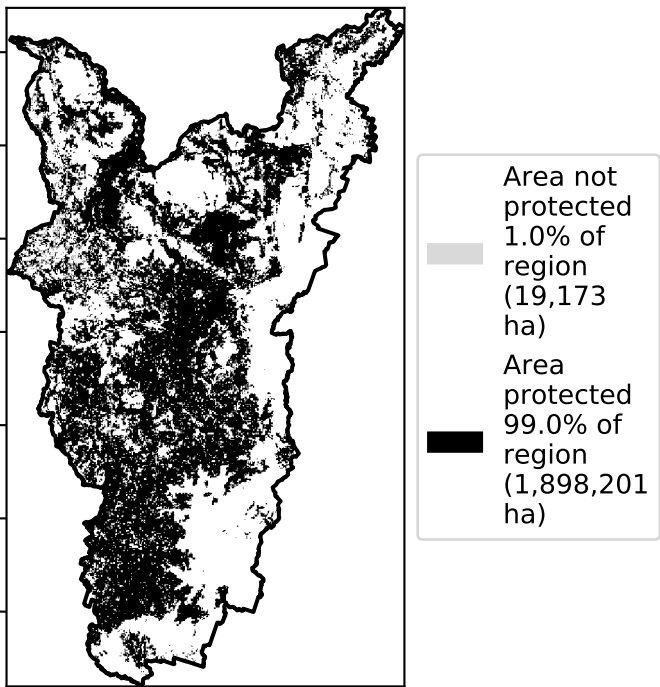 Area not
protected
1.0% of
region
(19,173
ha)
Area
protected
99.0% of
region
(1,898,201
ha)